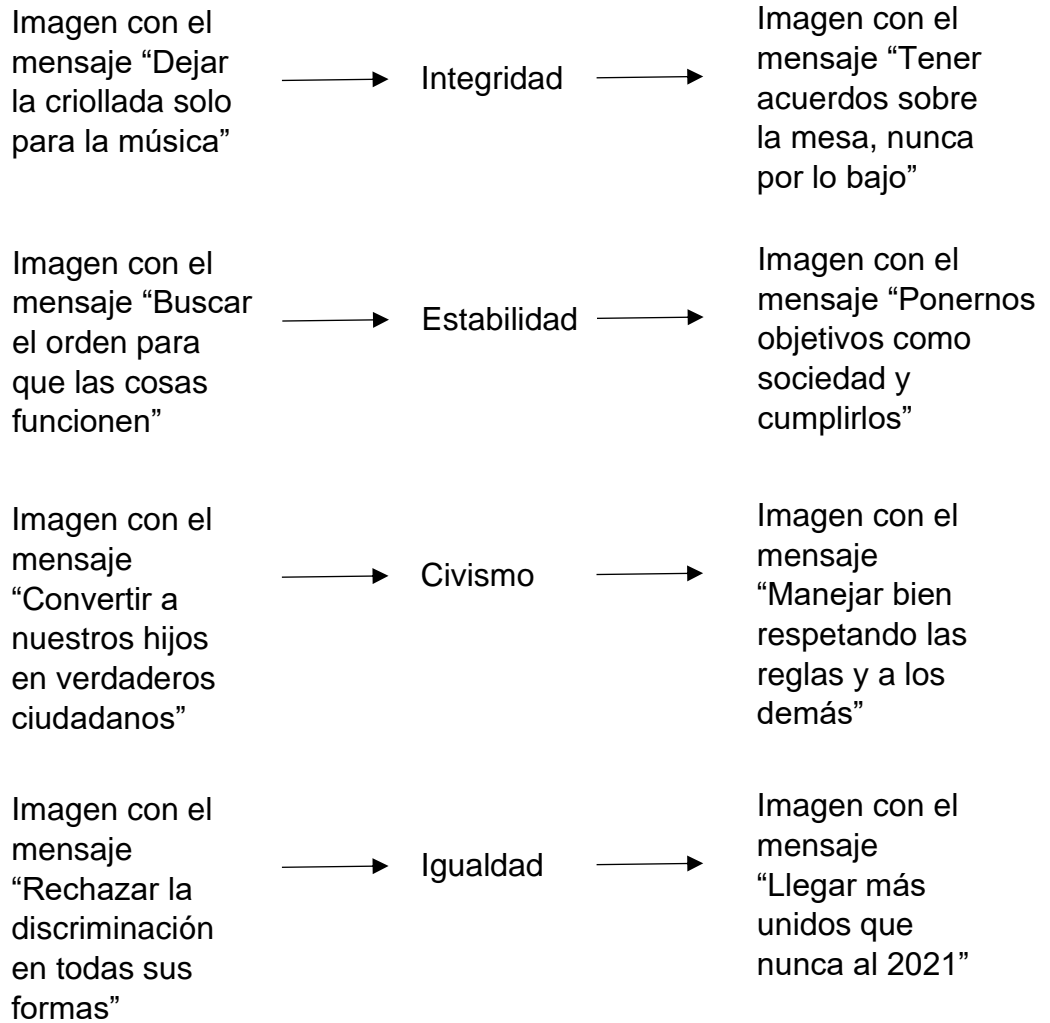 Imagen con el
mensaje “Dejar
la criollada solo
para la música”
Integridad
Imagen con el
mensaje “Tener
acuerdos sobre
la mesa, nunca
por lo bajo”
Imagen con el
mensaje “Buscar
el orden para
que las cosas
funcionen”
Estabilidad
Imagen con el
mensaje “Ponernos
objetivos como
sociedad y
cumplirlos”
Imagen con el
mensaje
“Convertir a
nuestros hijos
en verdaderos
ciudadanos”
Civismo
Imagen con el
mensaje
“Manejar bien
respetando las
reglas y a los
demás”
Imagen con el
mensaje
“Rechazar la
discriminación
en todas sus
formas”
Igualdad
Imagen con el
mensaje
“Llegar más
unidos que
nunca al 2021”